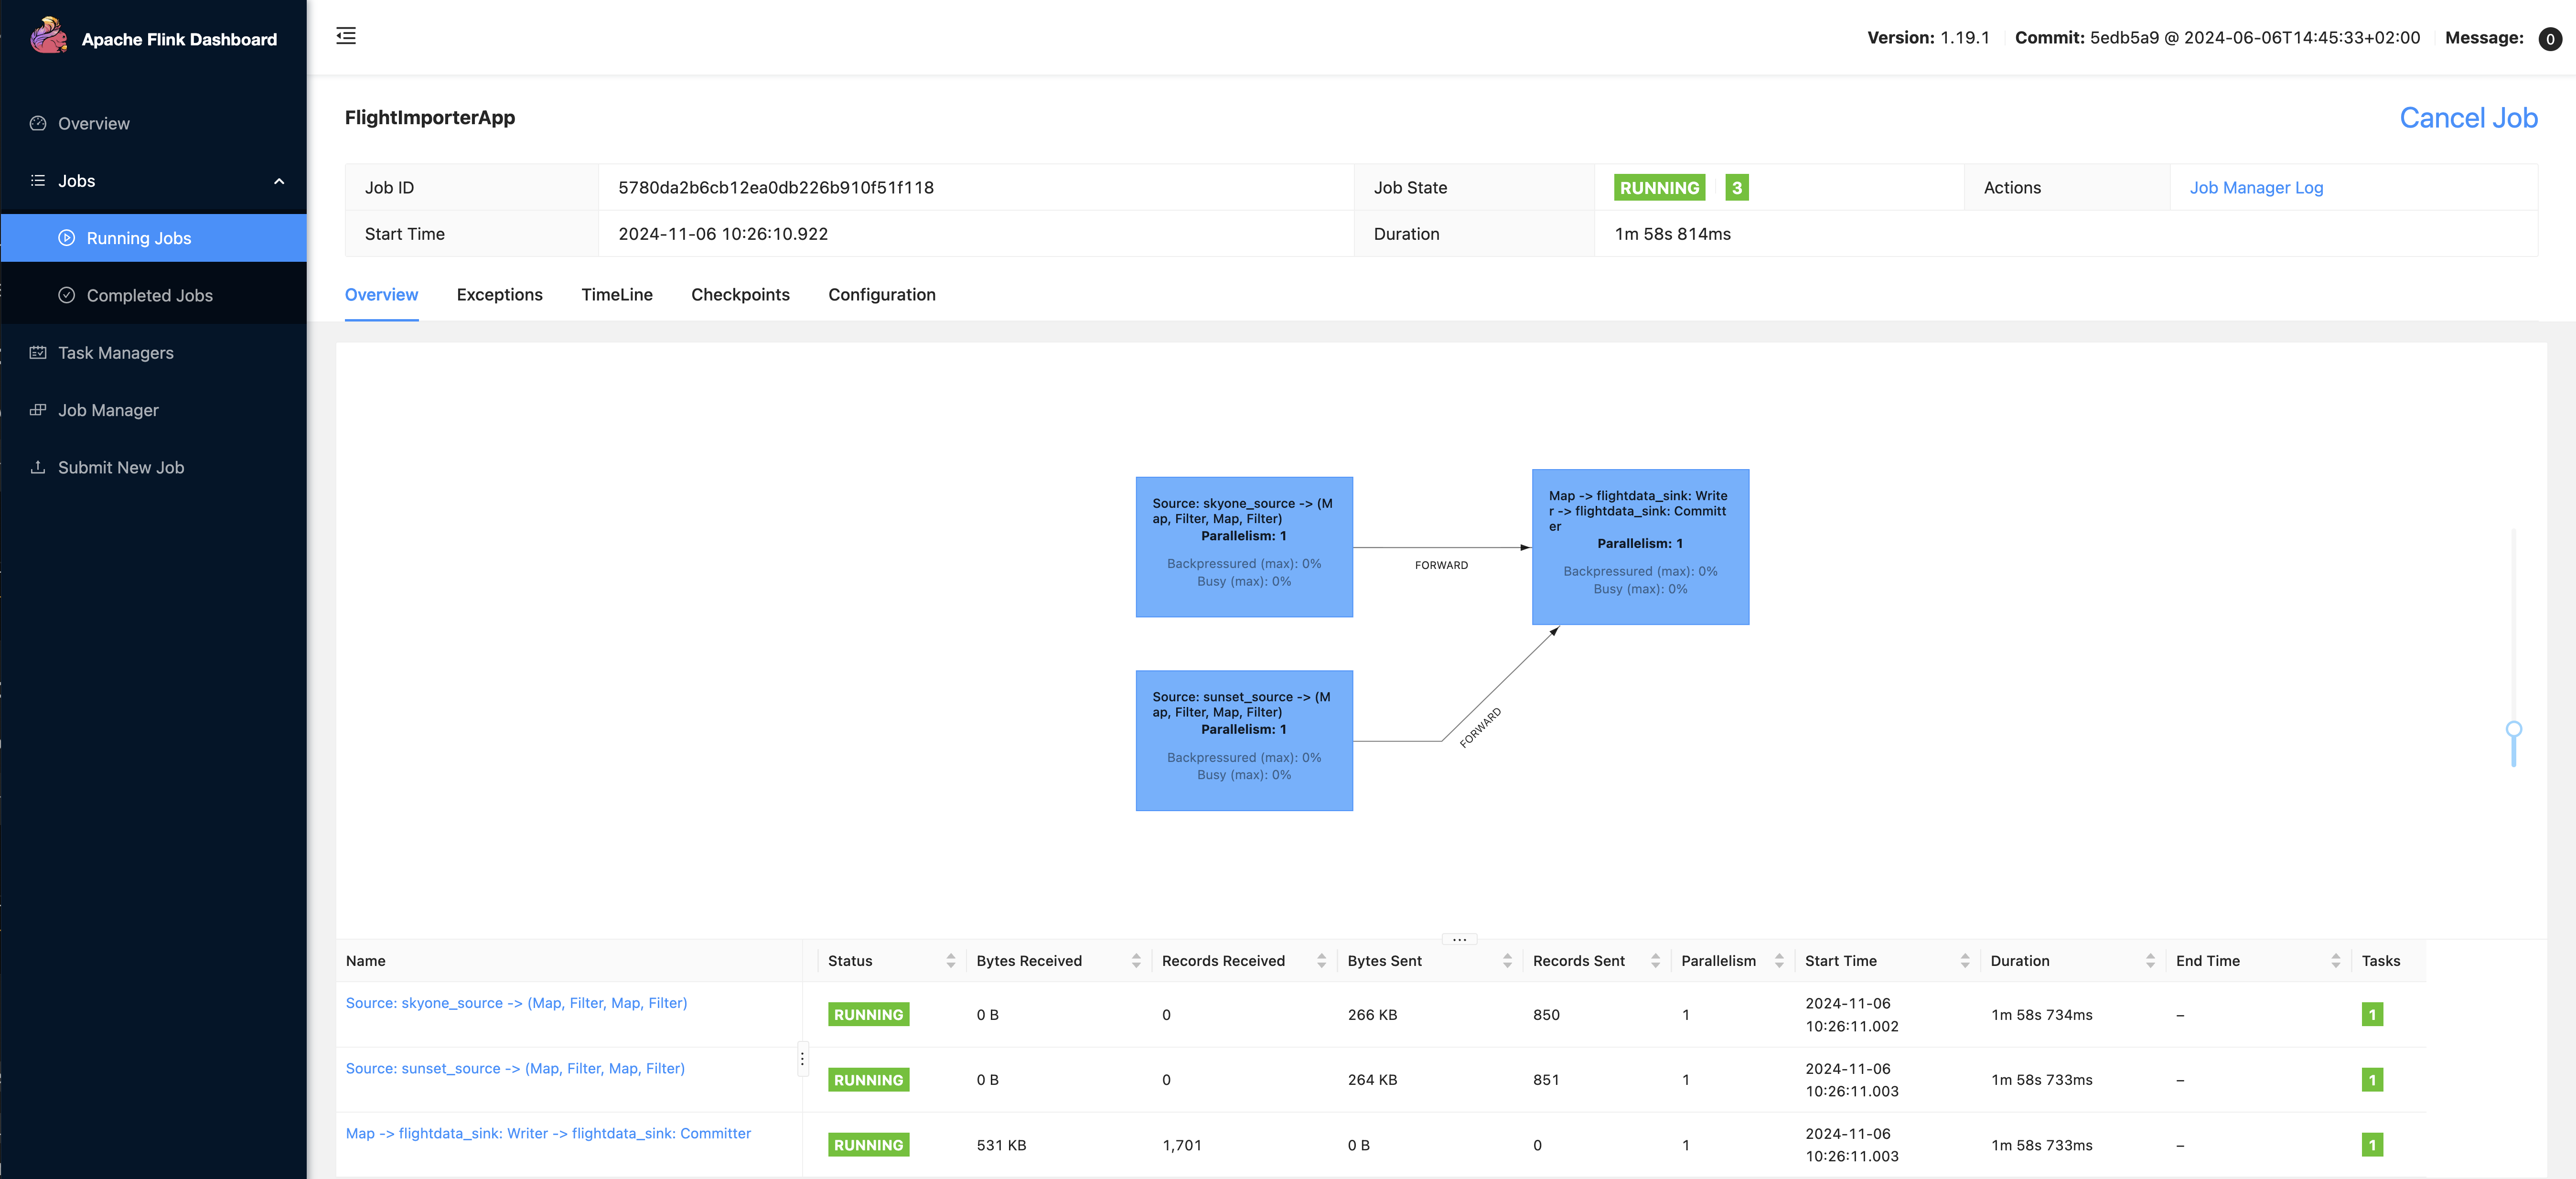 Apache Flink Dashboard
Version: 1.19.1 Commit: 5edb5a9 @ 2024-06-06T14:45:33+02:00 Message: 0
Overview
Jobs
Running Jobs
Completed Jobs
Task Managers
Job Manager
Submit New Job
FlightImporterApp
Cancel Job
Job ID 5780da2b6cb12ea0db226b910f51f118 Job State RUNNING 3 Actions Job Manager Log
Start Time 2024-11-06 10:26:10.922 Duration 1m 58s 814ms
Overview Exceptions TimeLine Checkpoints Configuration
Source: skyone_source -> (M
ap, Filter, Map, Filter)
Parallelism: 1
Backpressured (max): 0%
Busy (max): 0%
FORWARD
Map -> flightdata_sink: Write
r -> flightdata_sink: Committ
er
Parallelism: 1
Backpressured (max): 0%
Busy (max): 0%
Source: sunset_source -> (M
ap, Filter, Map, Filter)
Parallelism: 1
Backpressured (max): 0%
Busy (max): 0%
FORWARD
Name Status Bytes Received Records Received Bytes Sent Records Sent Parallelism Start Time Duration End Time Tasks
Source: skyone_source -> (Map, Filter, Map, Filter) RUNNING 0 B 0 266 KB 850 1 2024-11-06 1m 58s 734ms – 1
10:26:11.002
Source: sunset_source -> (Map, Filter, Map, Filter) RUNNING 0 B 0 264 KB 851 1 2024-11-06 1m 58s 733ms – 1
10:26:11.003
Map -> flightdata_sink: Writer -> flightdata_sink: Committer RUNNING 531 KB 1,701 0 B 0 1 2024-11-06 1m 58s 733ms – 1
10:26:11.003